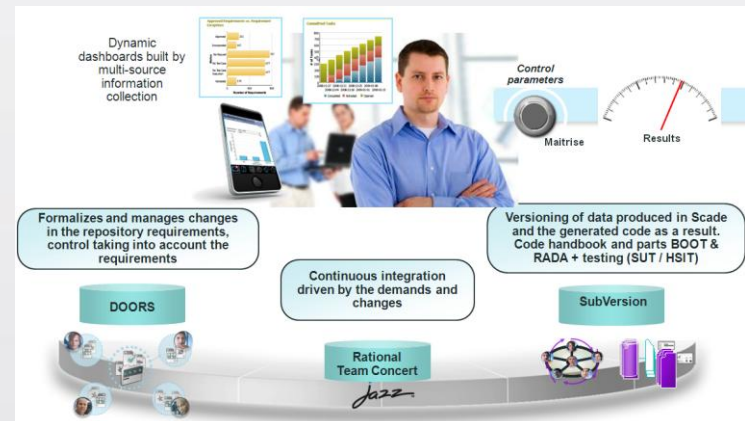 Dynamic
dashboards built by
multi-source
information
collection
Control
parameters
Maitrise
Results
Formalizes and manages changes
in the repository requirements,
control taking into account the
requirements
Versioning of data produced in Scade
and the generated code as a result.
Code handbook and parts BOOT &
RADA + testing (SUT / HSIT)
Continuous integration
driven by the demands and
changes
DOORS
SubVersion
Rational
Team Concert
jazz